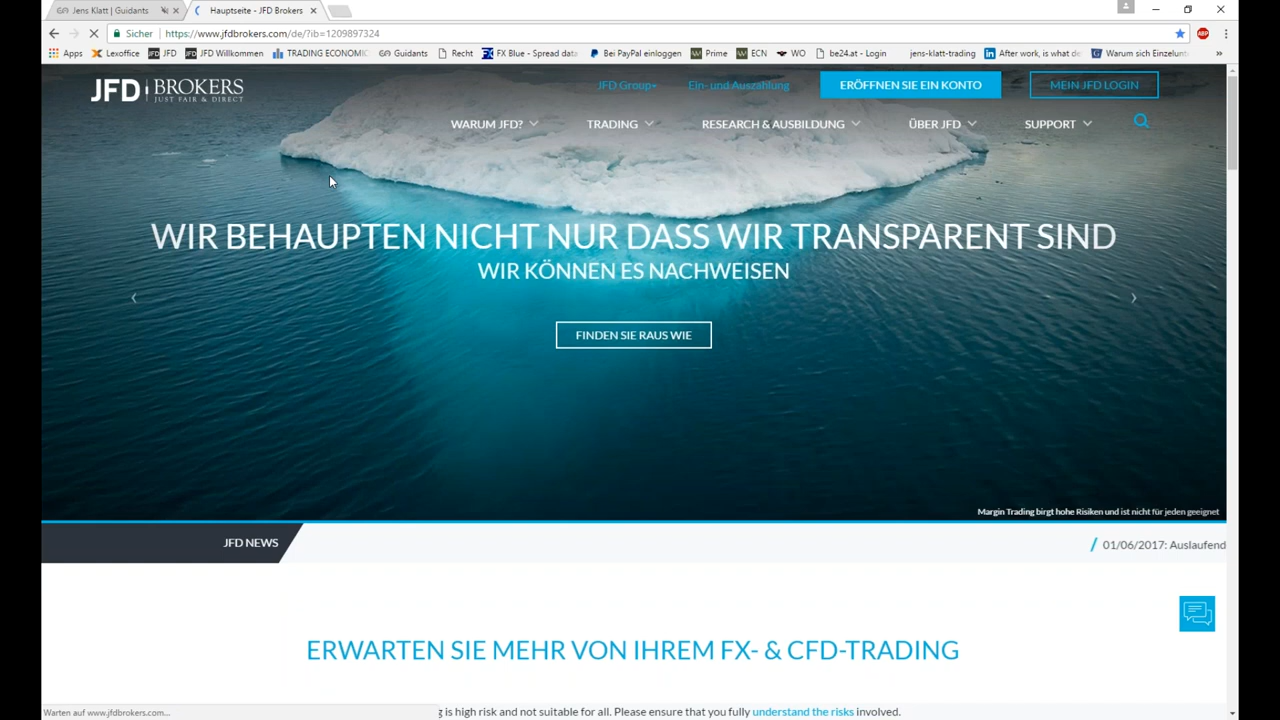 Jens Klatt | Guidants
Hauptseite - JFD Brokers
Sicher https://www.jfdbrokers.com/de/?ib=1209897324
Apps Lexoffice JFD JFD Willkommen TRADING ECONOMIC Guidants Recht FX Blue - Spread data Bei PayPal einloggen Prime ECN WO be24.at - Login jens-klatt-trading After work, is what de Warum sich Einzelunt »
JFD BROKERS
JUST FAIR & DIRECT
JFD Group Ein- und Auszahlung ERÖFFNEN SIE EIN KONTO MEIN JFD LOGIN
WARUM JFD? TRADING RESEARCH & AUSBILDUNG ÜBER JFD SUPPORT
WIR BEHAUPTEN NICHT NUR DASS WIR TRANSPARENT SIND
WIR KÖNNEN ES NACHWEISEN
FINDEN SIE RAUS WIE
Margin Trading birgt hohe Risiken und ist nicht für jeden geeignet
JFD NEWS / 01/06/2017: Auslaufend
ERWARTEN SIE MEHR VON IHREM FX- & CFD-TRADING
Warten auf www.jfdbrokers.com...
g is high risk and not suitable for all. Please ensure that you fully understand the risks involved.